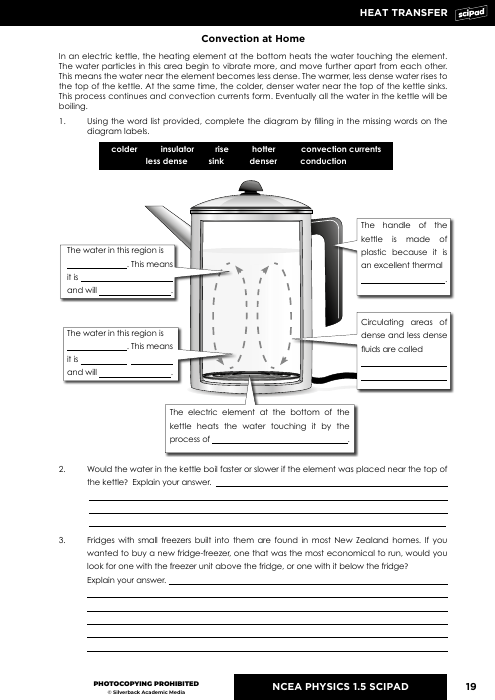 HEAT TRANSFER scipad
Convection at Home
In an electric kettle, the heating element at the bottom heats the water touching the element.
The water particles in this area begin to vibrate more, and move further apart from each other.
This means the water near the element becomes less dense. The warmer, less dense water rises to
the top of the kettle. At the same time, the colder, denser water near the top of the kettle sinks.
This process continues and convection currents form. Eventually all the water in the kettle will be
boiling.
1. Using the word list provided, complete the diagram by filling in the missing words on the
diagram labels.
colder insulator rise hotter convection currents
less dense sink denser conduction
The handle of the
kettle is made of
plastic because it is
an excellent thermal
____________.
The water in this region is
____________. This means
it is ____________
and will ____________.
Circulating areas of
dense and less dense
fluids are called
____________
____________
The water in this region is
____________. This means
it is ________ ________
and will ____________.
The electric element at the bottom of the
kettle heats the water touching it by the
process of ____________.
2. Would the water in the kettle boil faster or slower if the element was placed near the top of
the kettle? Explain your answer.
3. Fridges with small freezers built into them are found in most New Zealand homes. If you
wanted to buy a new fridge-freezer, one that was the most economical to run, would you
look for one with the freezer unit above the fridge, or one with it below the fridge?
Explain your answer.
PHOTOCOPYING PROHIBITED
© Silverback Academic Media
NCEA PHYSICS 1.5 SCIPAD 19